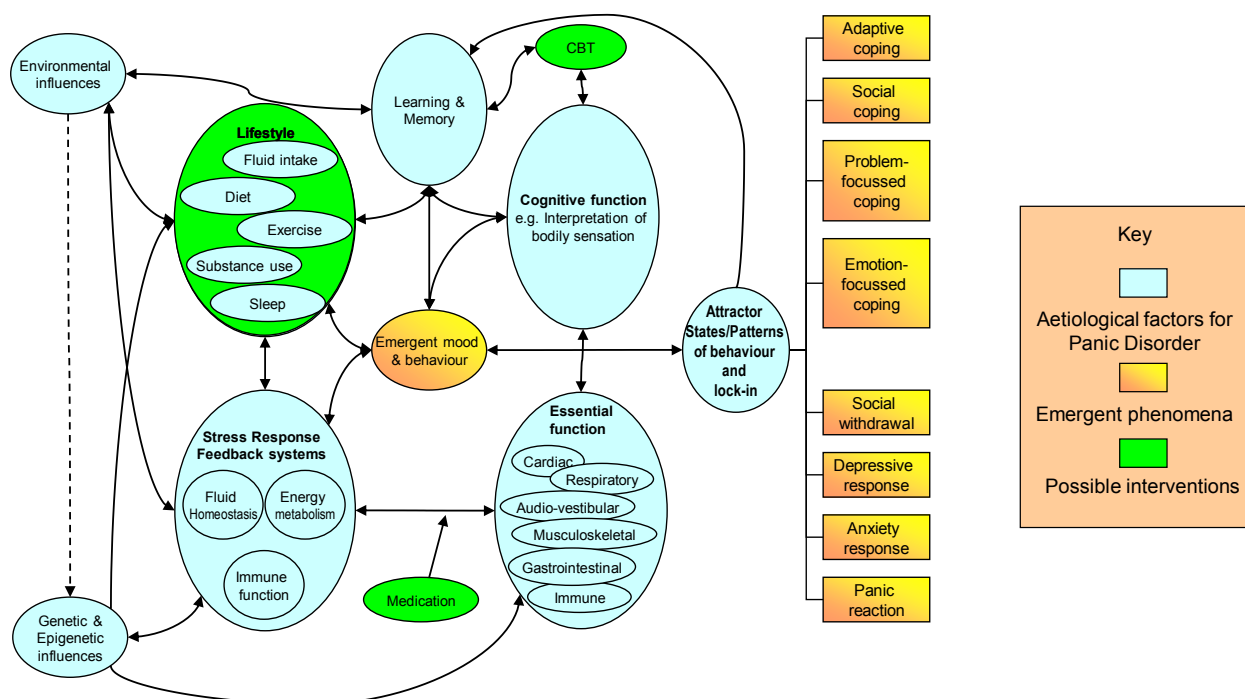 Environmental
influences
Learning &
Memory
CBT
Lifestyle
Fluid intake
Diet
Exercise
Substance use
Sleep
Cognitive function
e.g. Interpretation of
bodily sensation
Emergent mood
& behaviour
Attractor
States/Patterns
of behaviour
and
lock-in
Stress Response
Feedback systems
Fluid
Homeostasis
Energy
metabolism
Immune
function
Essential
function
Cardiac
Respiratory
Audio-vestibular
Musculoskeletal
Gastrointestinal
Immune
Medication
Genetic &
Epigenetic
influences
Adaptive
coping
Social
coping
Problem-
focussed
coping
Emotion-
focussed
coping
Social
withdrawal
Depressive
response
Anxiety
response
Panic
reaction
Key
Aetiological factors for
Panic Disorder
Emergent phenomena
Possible interventions